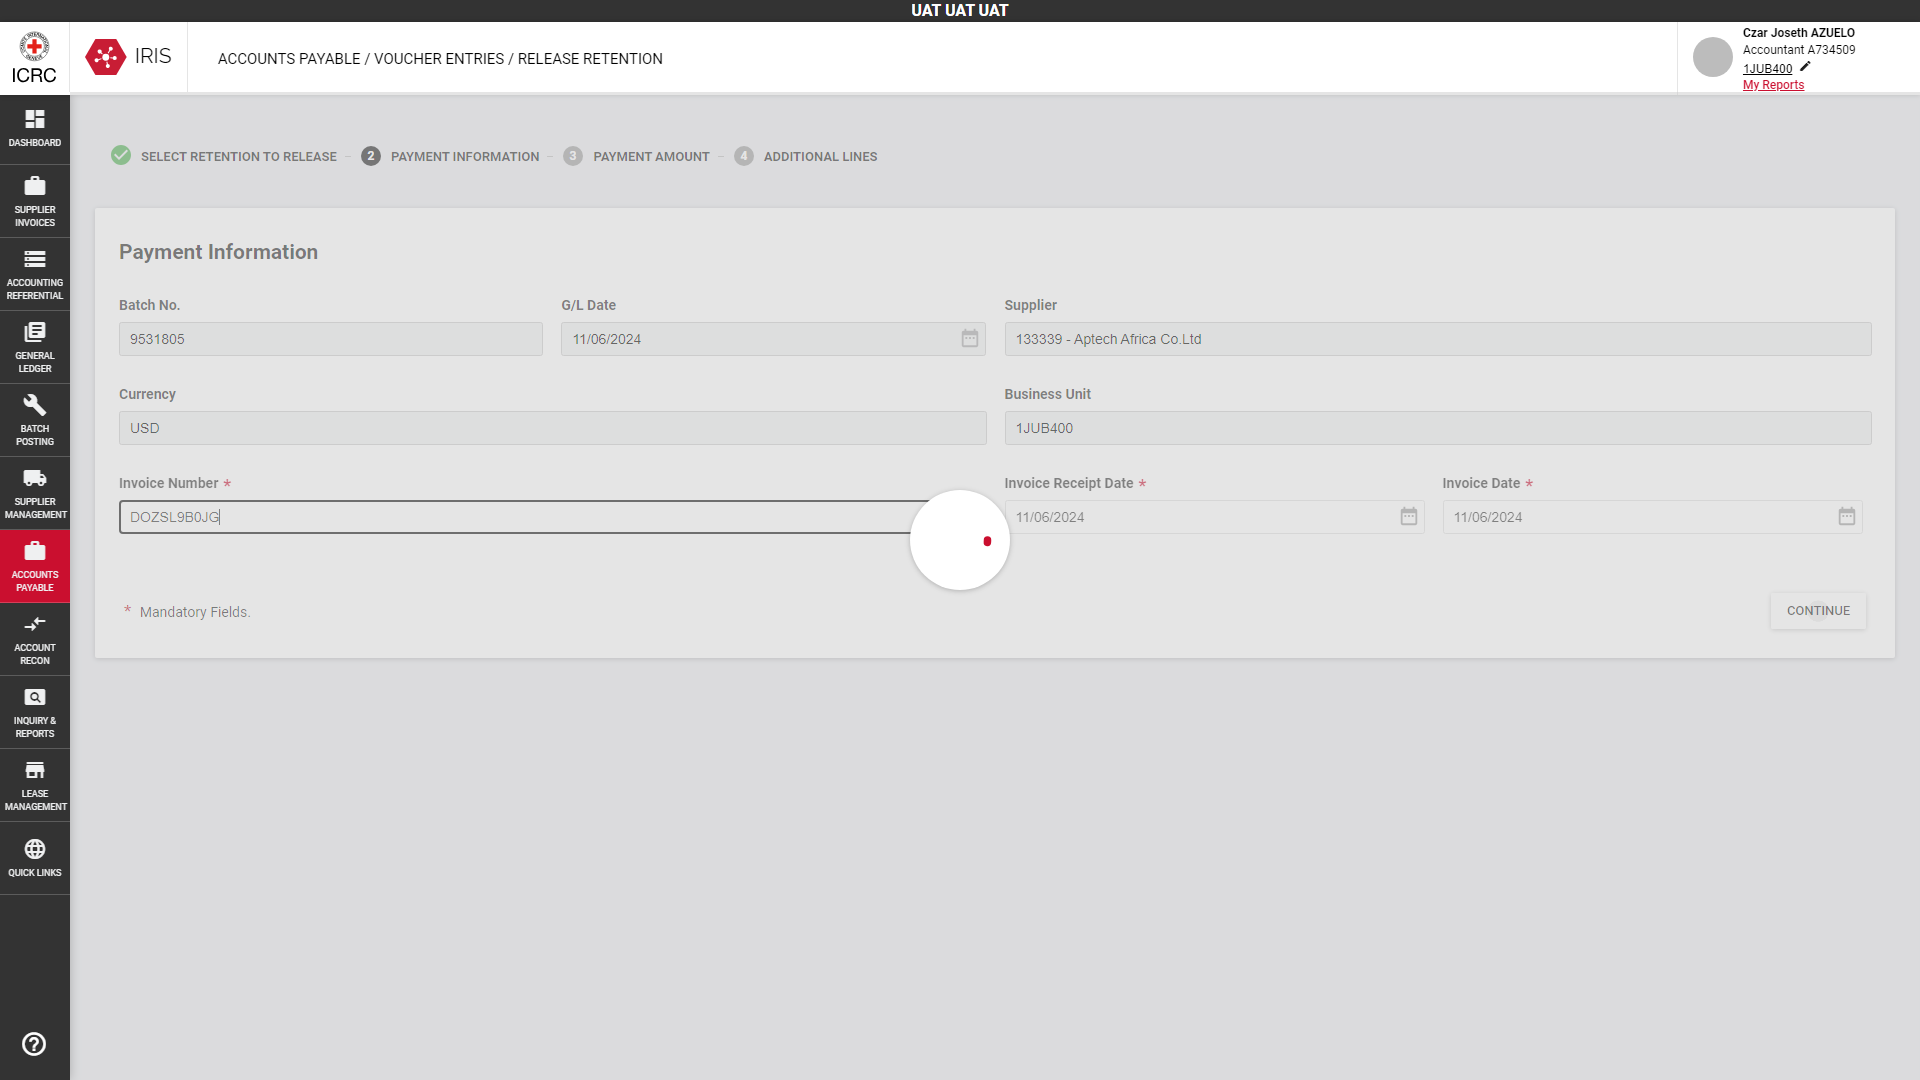 UAT UAT UAT
ICRC
IRIS
ACCOUNTS PAYABLE / VOUCHER ENTRIES / RELEASE RETENTION
Czar Joseth AZUELO
Accountant A734509
1JUB400
My Reports
DASHBOARD
SUPPLIER
INVOICES
ACCOUNTING
REFERENTIAL
GENERAL
LEDGER
BATCH
POSTING
SUPPLIER
MANAGEMENT
ACCOUNTS
PAYABLE
ACCOUNT
RECON
INQUIRY &
REPORTS
LEASE
MANAGEMENT
QUICK LINKS
SELECT RETENTION TO RELEASE
2 PAYMENT INFORMATION
3 PAYMENT AMOUNT
4 ADDITIONAL LINES
Payment Information
Batch No.
9531805
G/L Date
11/06/2024
Supplier
133339 - Aptech Africa Co.Ltd
Currency
USD
Business Unit
1JUB400
Invoice Number *
DOZSL9B0JG
Invoice Receipt Date *
11/06/2024
Invoice Date *
11/06/2024
* Mandatory Fields.
CONTINUE